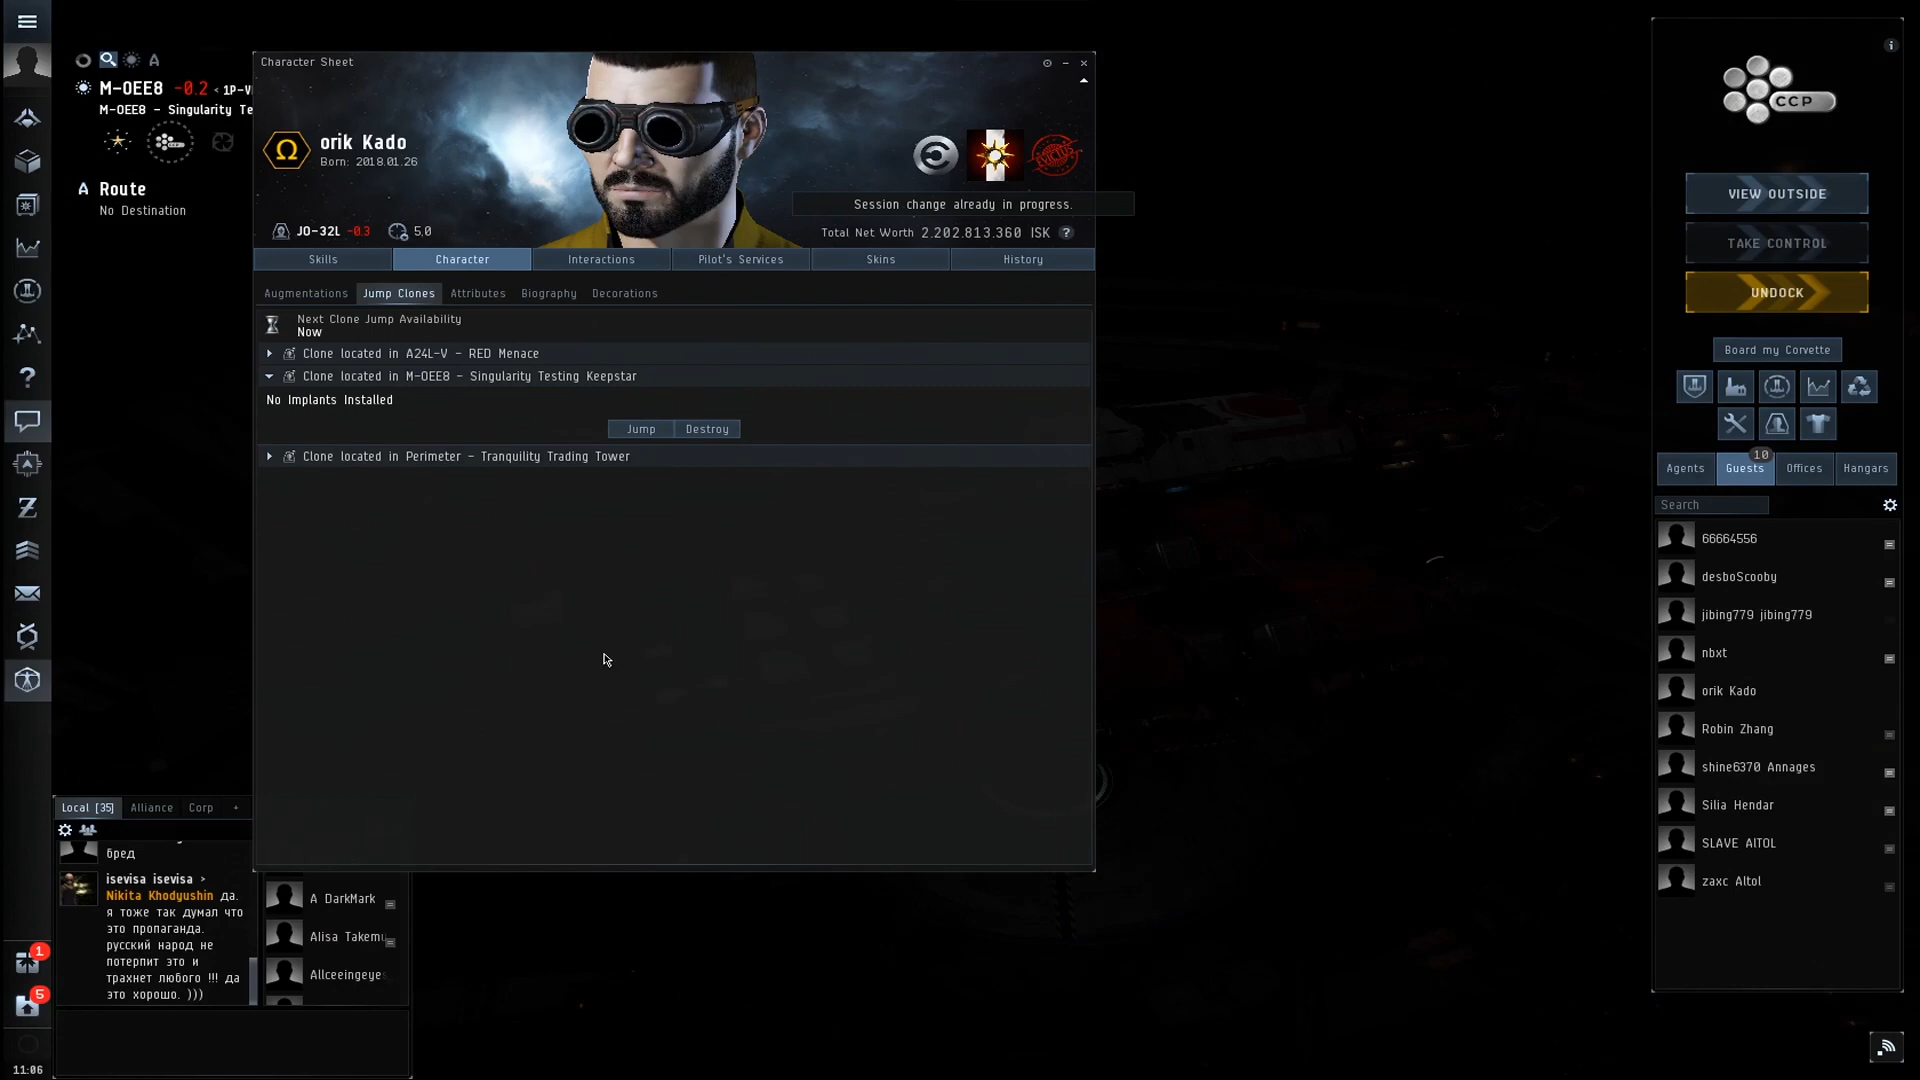 A
M-OEE8 -0.2 < 1P-V
M-OEE8 - Singularity Te
A Route
No Destination
Character Sheet
Ω
orik Kado
Born: 2018.01.26
EVICTUS
Session change already in progress.
JO-32L -0.3 5.0
Total Net Worth 2.202.813.360 ISK ?
Skills Character Interactions Pilot's Services Skins History
Augmentations Jump Clones Attributes Biography Decorations
Next Clone Jump Availability
Now
Clone located in A24L-V - RED Menace
Clone located in M-OEE8 - Singularity Testing Keepstar
No Implants Installed
Jump Destroy
Clone located in Perimeter - Tranquility Trading Tower
Local [35] Alliance Corp +
бред
isevisa isevisa >
Nikita Khodyushin да.
я тоже так думал что
это пропаганда.
русский народ не
потерпит это и
трахнет любого !!! да
это хорошо. )))
A DarkMark
Alisa Takemu
Allceeingeye
?
Z
1
5
11:06
i
CCP
VIEW OUTSIDE
TAKE CONTROL
UNDOCK
Board my Corvette
10
Agents Guests Offices Hangars
Search
66664556
desboScooby
jibing779 jibing779
nbxt
orik Kado
Robin Zhang
shine6370 Annages
Silia Hendar
SLAVE AlTOL
zaxc Altol